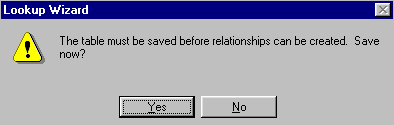 Lookup Wizard
The table must be saved before relationships can be created.  Save
now?
Yes
No